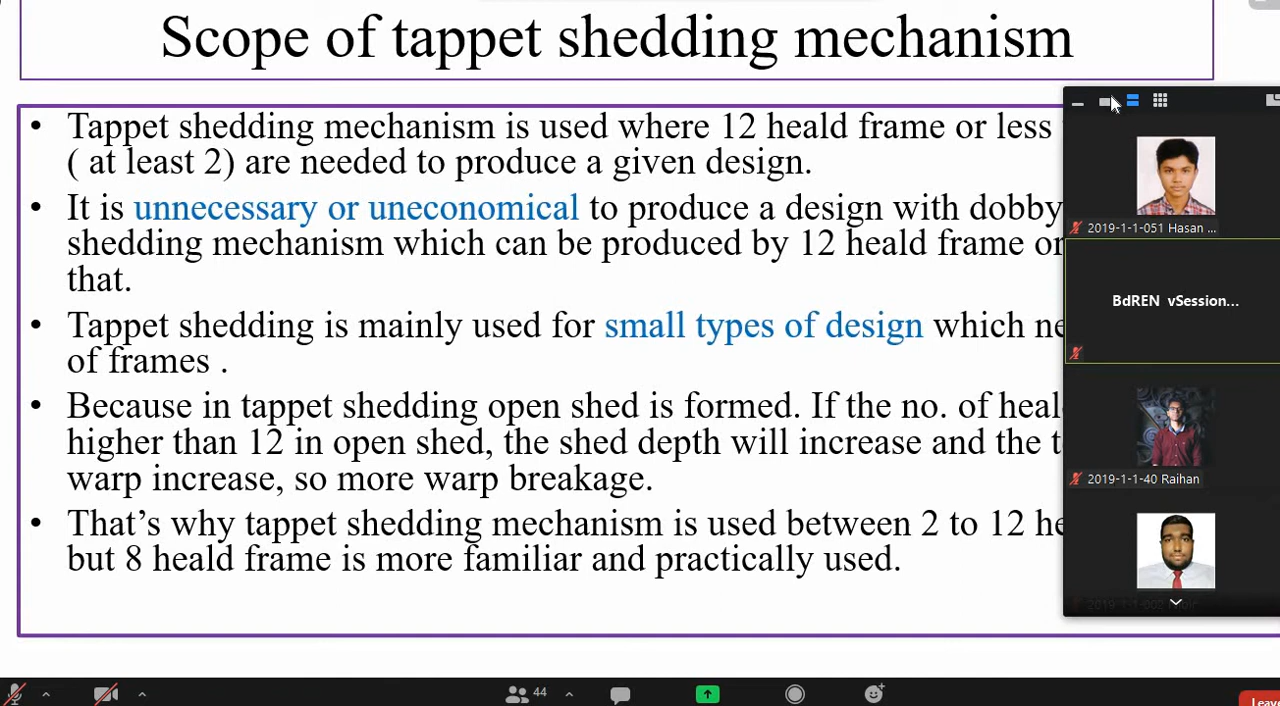 Scope of tappet shedding mechanism
• Tappet shedding mechanism is used where 12 heald frame or less
( at least 2) are needed to produce a given design.
• It is unnecessary or uneconomical to produce a design with dobby
shedding mechanism which can be produced by 12 heald frame or
that.
• Tappet shedding is mainly used for small types of design which
of frames .
• Because in tappet shedding open shed is formed. If the no. of
higher than 12 in open shed, the shed depth will increase and the
warp increase, so more warp breakage.
• That’s why tappet shedding mechanism is used between 2 to 12
but 8 heald frame is more familiar and practically used.
2019-1-1-051 Hasan ...
BdREN vSession...
2019-1-1-40 Raihan
44
Leave